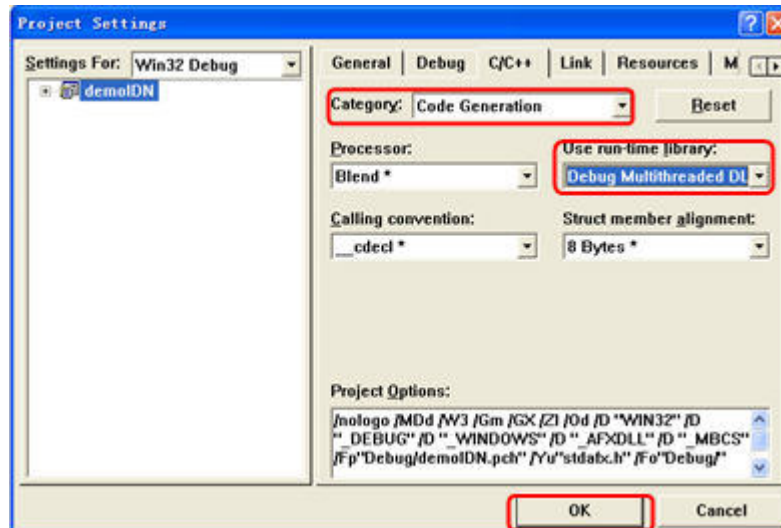 Project Settings
Settings For: Win32 Debug
demoIDN
General Debug C/C++ Link Resources M
Category: Code Generation
Reset
Processor:
Use run-time library:
Blend *
Debug Multithreaded DL
Calling convention:
Struct member alignment:
__cdecl *
8 Bytes *
Project Options:
/nologo /MDd /W3 /Gm /GX /ZI /Od /D "WIN32" /D
"_DEBUG" /D "_WINDOWS" /D "_AFXDLL" /D "_MBCS"
/Fp"Debug/demoIDN.pch" /Yu"stdafx.h" /Fo"Debug/"
OK
Cancel